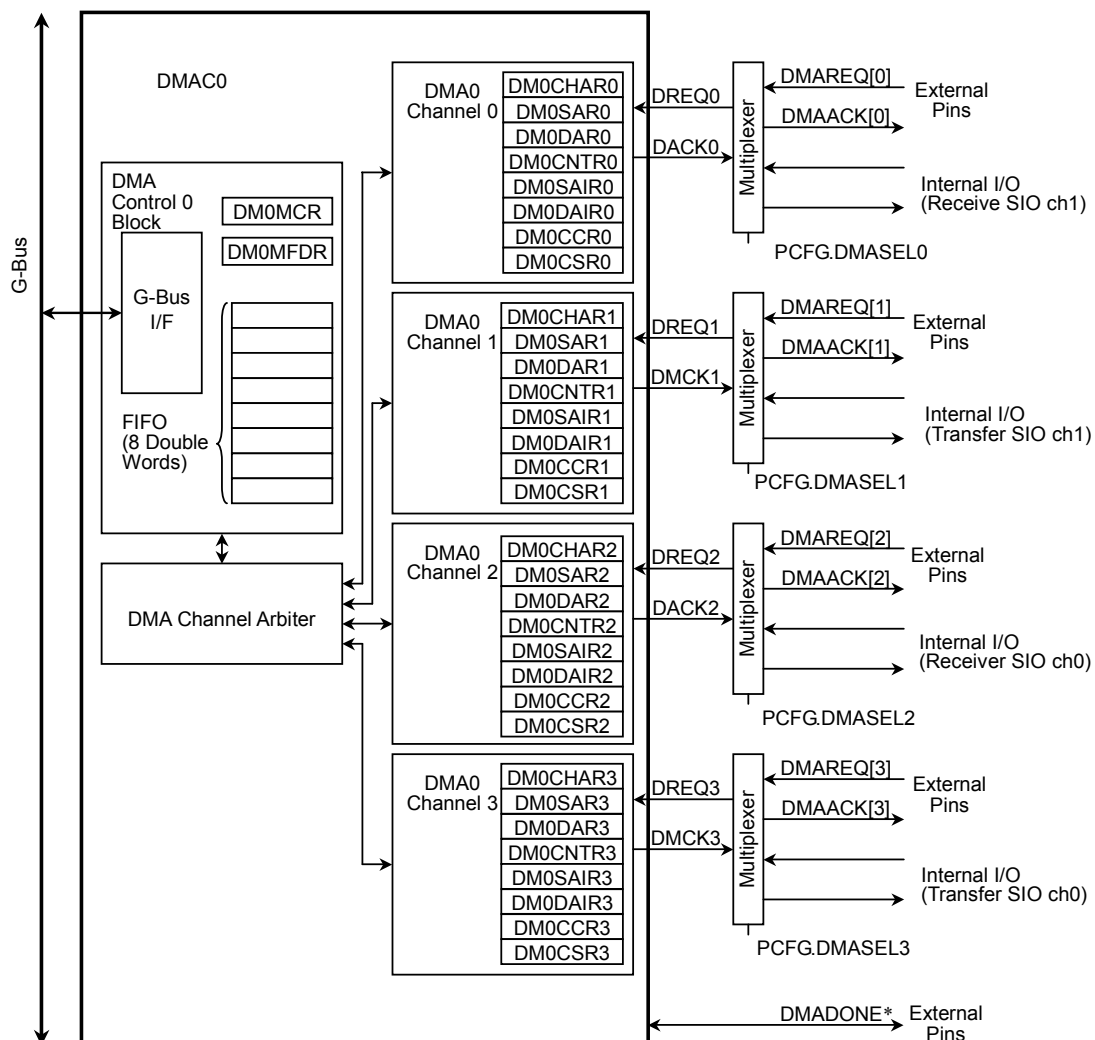 G-Bus
DMAC0
DMA
Control 0
Block
DM0MCR
DM0MFDR
G-Bus
I/F
FIFO
(8 Double
Words)
DMA Channel Arbiter
DMA0
Channel 0
DM0CHAR0
DM0SAR0
DM0DAR0
DM0CNTR0
DM0SAIR0
DM0DAIR0
DM0CCR0
DM0CSR0
DREQ0
DACK0
Multiplexer
DMAREQ[0]
DMAACK[0]
External
Pins
Internal I/O
(Receive SIO ch1)
PCFG.DMASEL0
DMA0
Channel 1
DM0CHAR1
DM0SAR1
DM0DAR1
DM0CNTR1
DM0SAIR1
DM0DAIR1
DM0CCR1
DM0CSR1
DREQ1
DMCK1
Multiplexer
DMAREQ[1]
DMAACK[1]
External
Pins
Internal I/O
(Transfer SIO ch1)
PCFG.DMASEL1
DMA0
Channel 2
DM0CHAR2
DM0SAR2
DM0DAR2
DM0CNTR2
DM0SAIR2
DM0DAIR2
DM0CCR2
DM0CSR2
DREQ2
DACK2
Multiplexer
DMAREQ[2]
DMAACK[2]
External
Pins
Internal I/O
(Receiver SIO ch0)
PCFG.DMASEL2
DMA0
Channel 3
DM0CHAR3
DM0SAR3
DM0DAR3
DM0CNTR3
DM0SAIR3
DM0DAIR3
DM0CCR3
DM0CSR3
DREQ3
DMCK3
Multiplexer
DMAREQ[3]
DMAACK[3]
External
Pins
Internal I/O
(Transfer SIO ch0)
PCFG.DMASEL3
DMADONE*
External
Pins